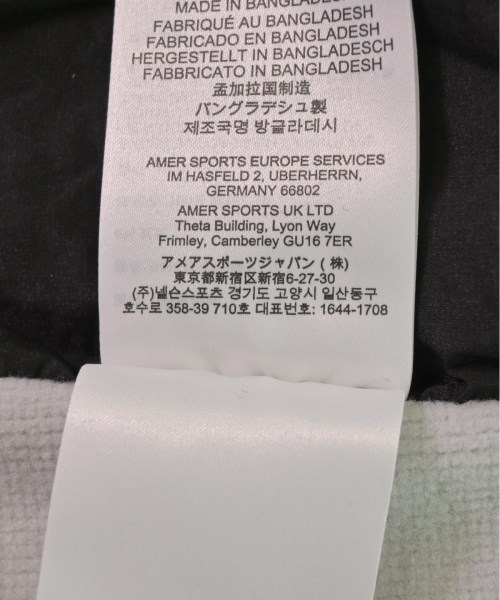 MADE IN BANGLADESH
FABRIQUÉ AU BANGLADESH
FABRICADO EN BANGLADESH
HERGESTELLT IN BANGLADESCH
FABBRICATO IN BANGLADESH
孟加拉国制造
バングラデシュ製
제조국명 방글라데시
AMER SPORTS EUROPE SERVICES
IM HASFELD 2, UBERHERRN,
GERMANY 66802
AMER SPORTS UK LTD
Theta Building, Lyon Way
Frimley, Camberley GU16 7ER
アメアスポーツジャパン (株)
東京都新宿区新宿6-27-30
(주)넬슨스포츠 경기도 고양시 일산동구
호수로 358-39 710호 대표번호: 1644-1708